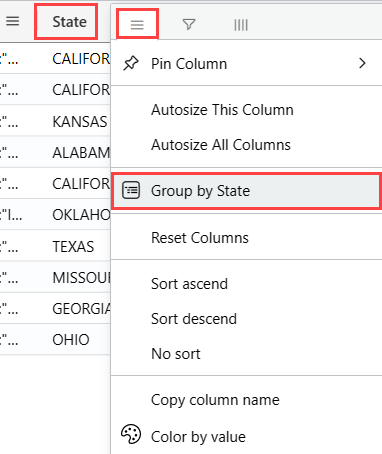 State
:"... CALIFOR
:"... CALIFOR
:"... KANSAS
:"... ALABAM
:"... CALIFOR
:"I... OKLAHO
:"... TEXAS
:"... MISSOUR
:"... GEORGIA
:"... OHIO
Pin Column
Autosize This Column
Autosize All Columns
Group by State
Reset Columns
Sort ascend
Sort descend
No sort
Copy column name
Color by value